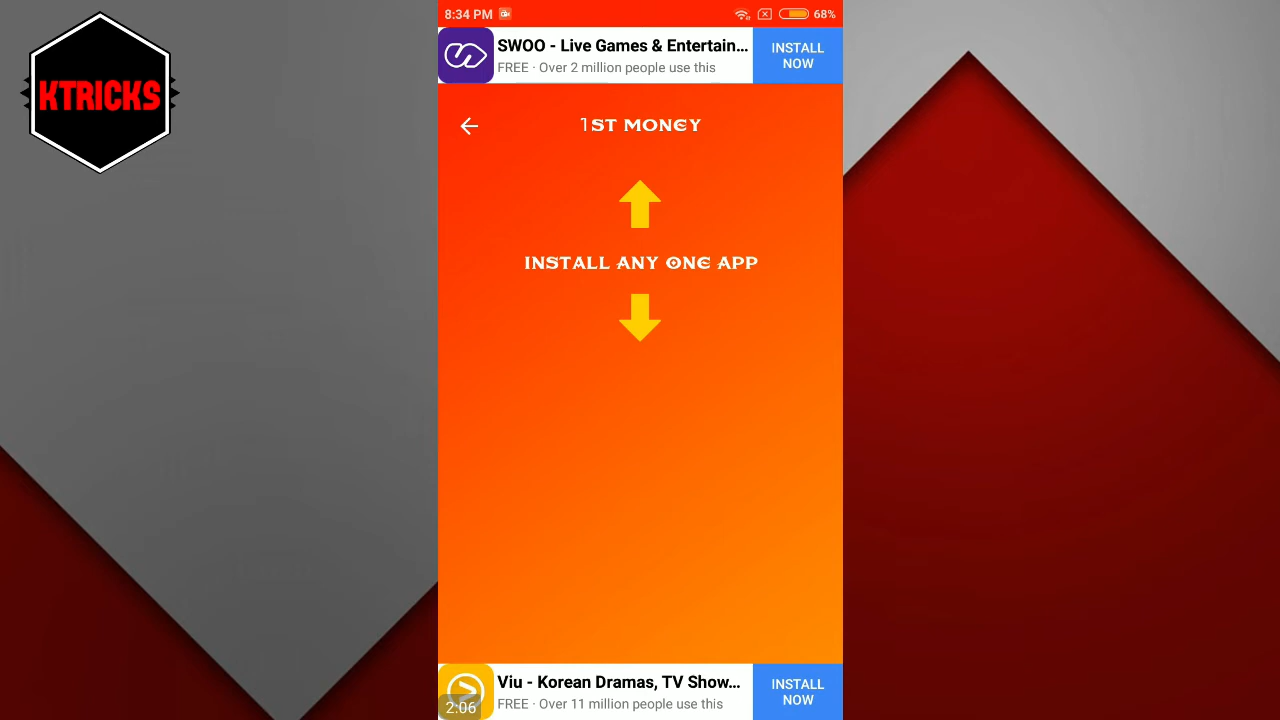 KTRICKS
8:34 PM
68%
SWOO - Live Games & Entertain...
FREE · Over 2 million people use this
INSTALL
NOW
1ST MONEY
INSTALL ANY ONE APP
Viu - Korean Dramas, TV Show...
FREE · Over 11 million people use this
INSTALL
NOW
2:06